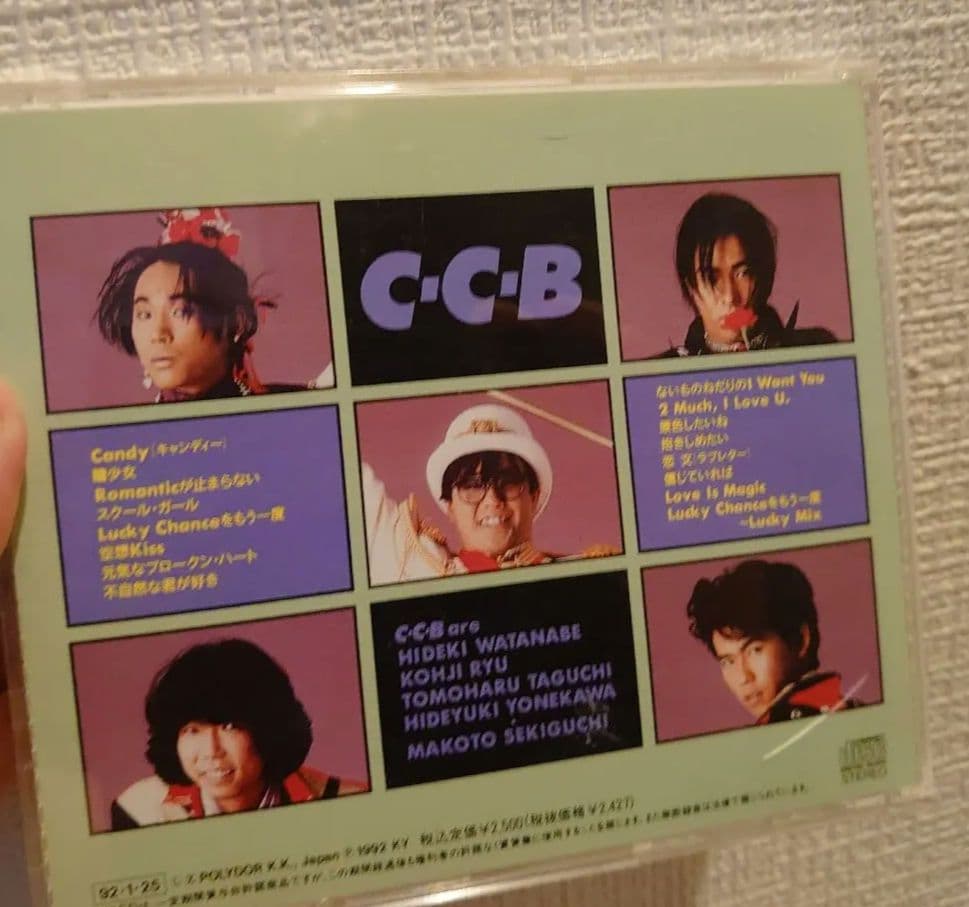 C-C-B
Candy(キャンディー)
瞳少女
Romanticが止まらない
スクール・ガール
Lucky Chanceをもう一度
空想Kiss
元気なブロークン・ハート
不自然な君が好き
ないものねだりのI Want You
2 Much, I Love U.
原色したいね
抱きしめたい
恋文(ラブレター)
信じていれば
Love Is Magic
Lucky Chanceをもう一度
~Lucky Mix
C-C-B are
HIDEKI WATANABE
KOHJI RYU
TOMOHARU TAGUCHI
HIDEYUKI YONEKAWA
MAKOTO SEKIGUCHI
STEREO
POLYDOR K.K., Japan ℗ 1992 KY 税込定価¥2,500(税抜価格 ¥2,427)
92・1・25